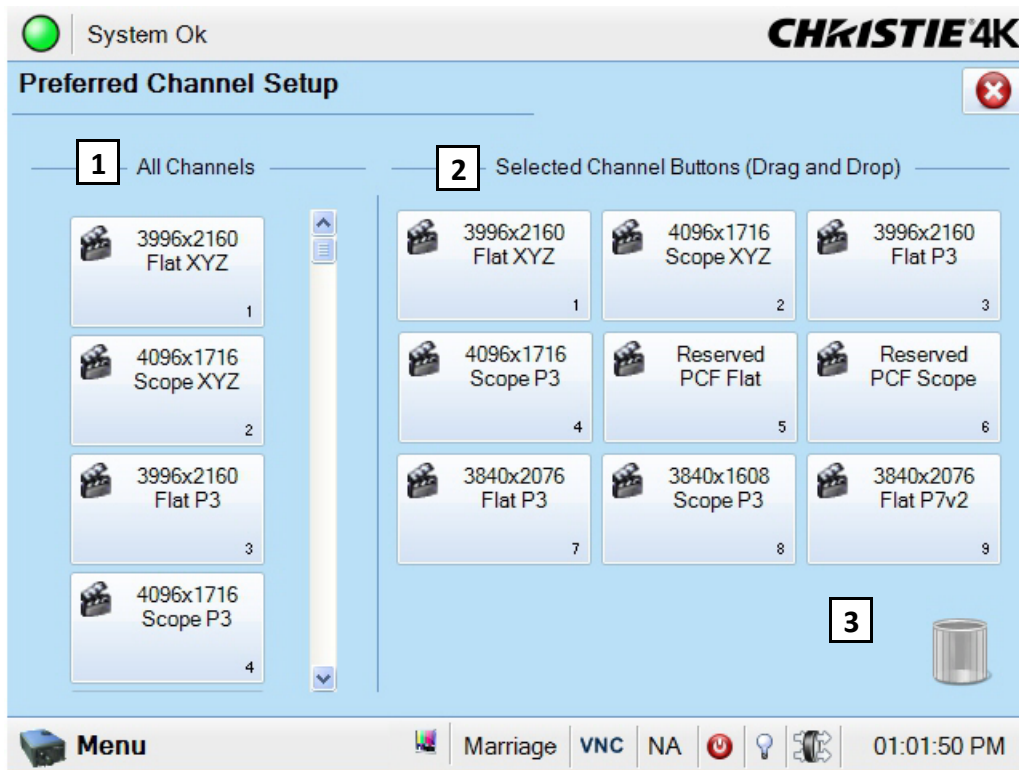 System Ok
CHRISTIE 4K
Preferred Channel Setup
1 All Channels
2 Selected Channel Buttons (Drag and Drop)
3996x2160
Flat XYZ
1
4096x1716
Scope XYZ
2
3996x2160
Flat P3
3
4096x1716
Scope P3
4
3996x2160
Flat XYZ
1
4096x1716
Scope XYZ
2
3996x2160
Flat P3
3
4096x1716
Scope P3
4
Reserved
PCF Flat
5
Reserved
PCF Scope
6
3840x2076
Flat P3
7
3840x1608
Scope P3
8
3840x2076
Flat P7v2
9
3
Menu Marriage VNC NA 01:01:50 PM